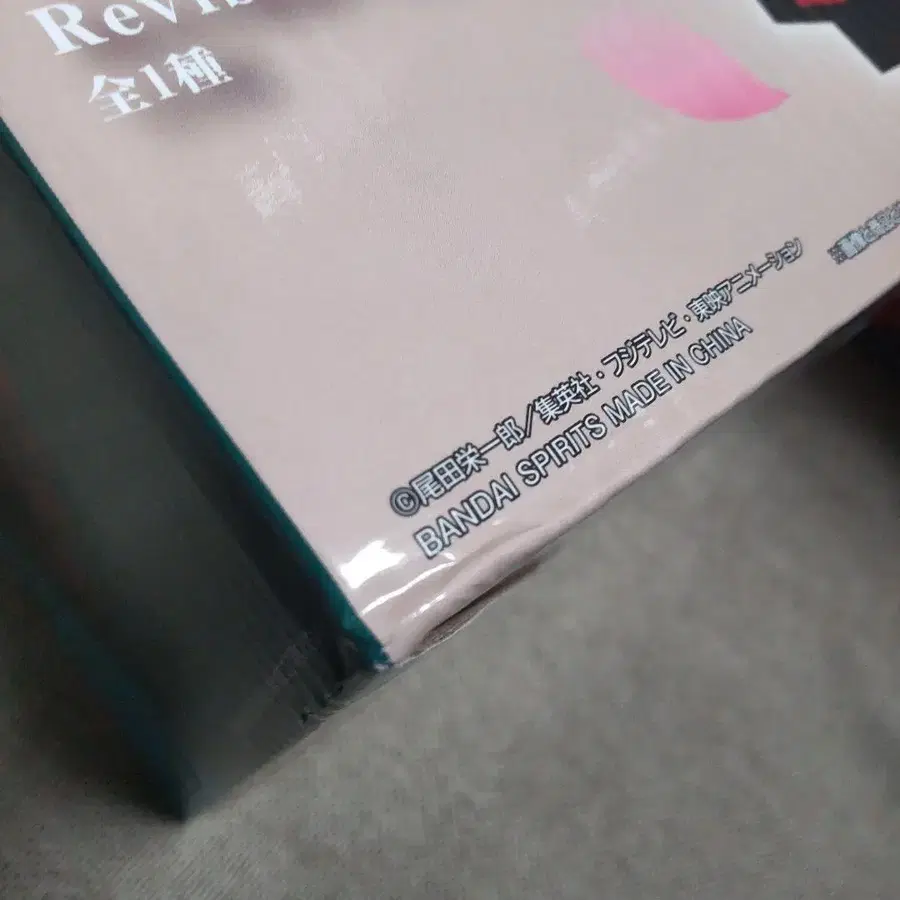 全1種
©尾田栄一郎／集英社・フジテレビ・東映アニメーション
BANDAI SPIRITS MADE IN CHINA